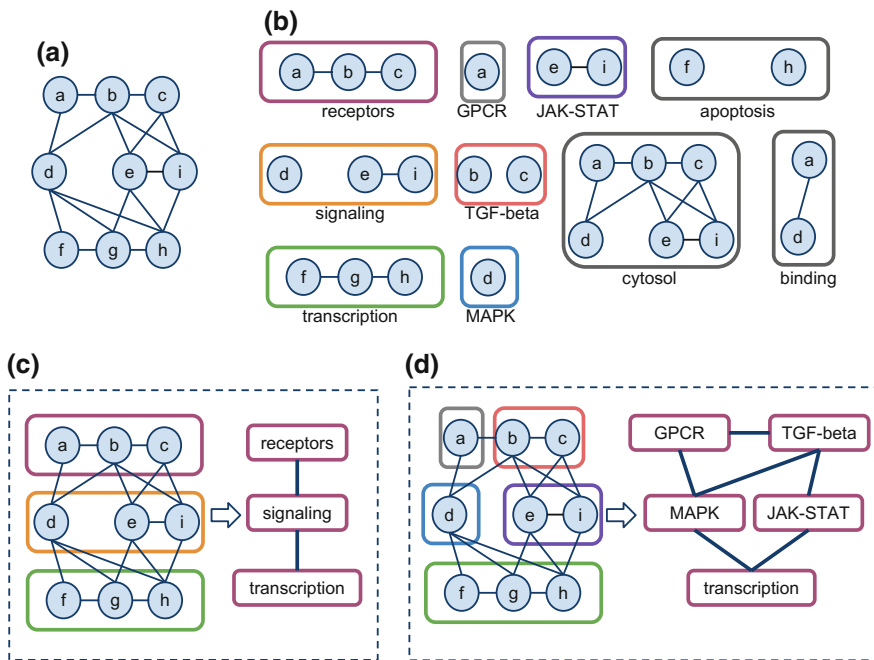 (a)
a b c
d e i
f g h
(b)
a b c
receptors
a
GPCR
e i
JAK-STAT
f h
apoptosis
d e i
signaling
b c
TGF-beta
a b c
d e i
cytosol
a
d
binding
f g h
transcription
d
MAPK
(c)
a b c
d e i
f g h
receptors
signaling
transcription
(d)
a b c
d e i
f g h
GPCR TGF-beta
MAPK JAK-STAT
transcription